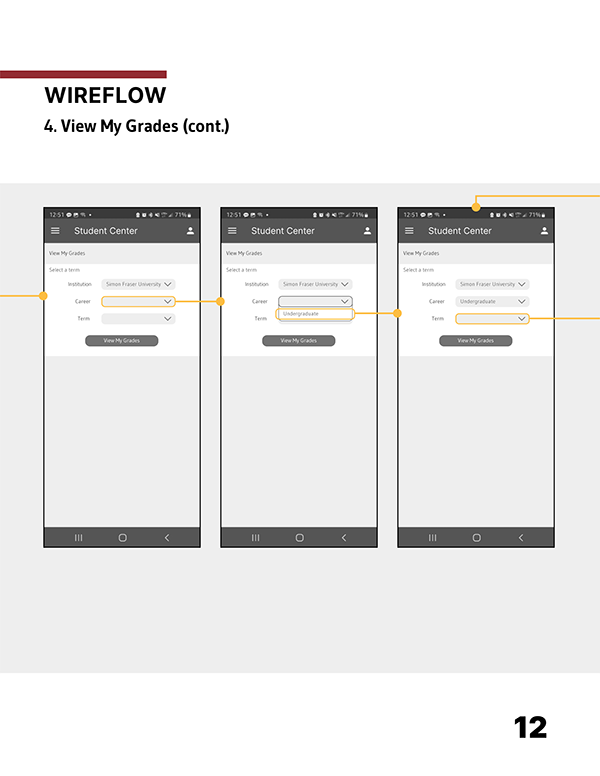 WIREFLOW
4. View My Grades (cont.)
12:51 71%
Student Center
View My Grades
Select a term
Institution Simon Fraser University
Career
Term
View My Grades
12:51 71%
Student Center
View My Grades
Select a term
Institution Simon Fraser University
Career
Undergraduate
Term
View My Grades
12:51 71%
Student Center
View My Grades
Select a term
Institution Simon Fraser University
Career Undergraduate
Term
View My Grades
12